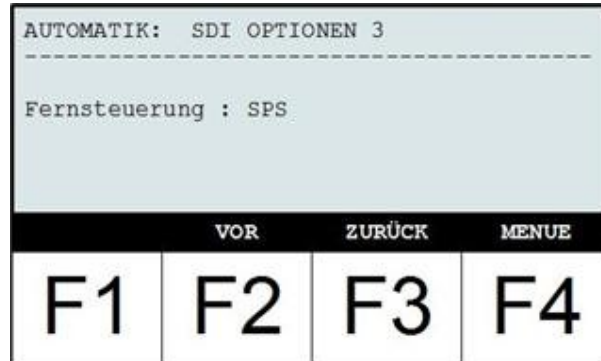 AUTOMATIK: SDI OPTIONEN 3
------------------------------------------
Fernsteuerung : SPS
VOR ZURÜCK MENUE
F1 F2 F3 F4